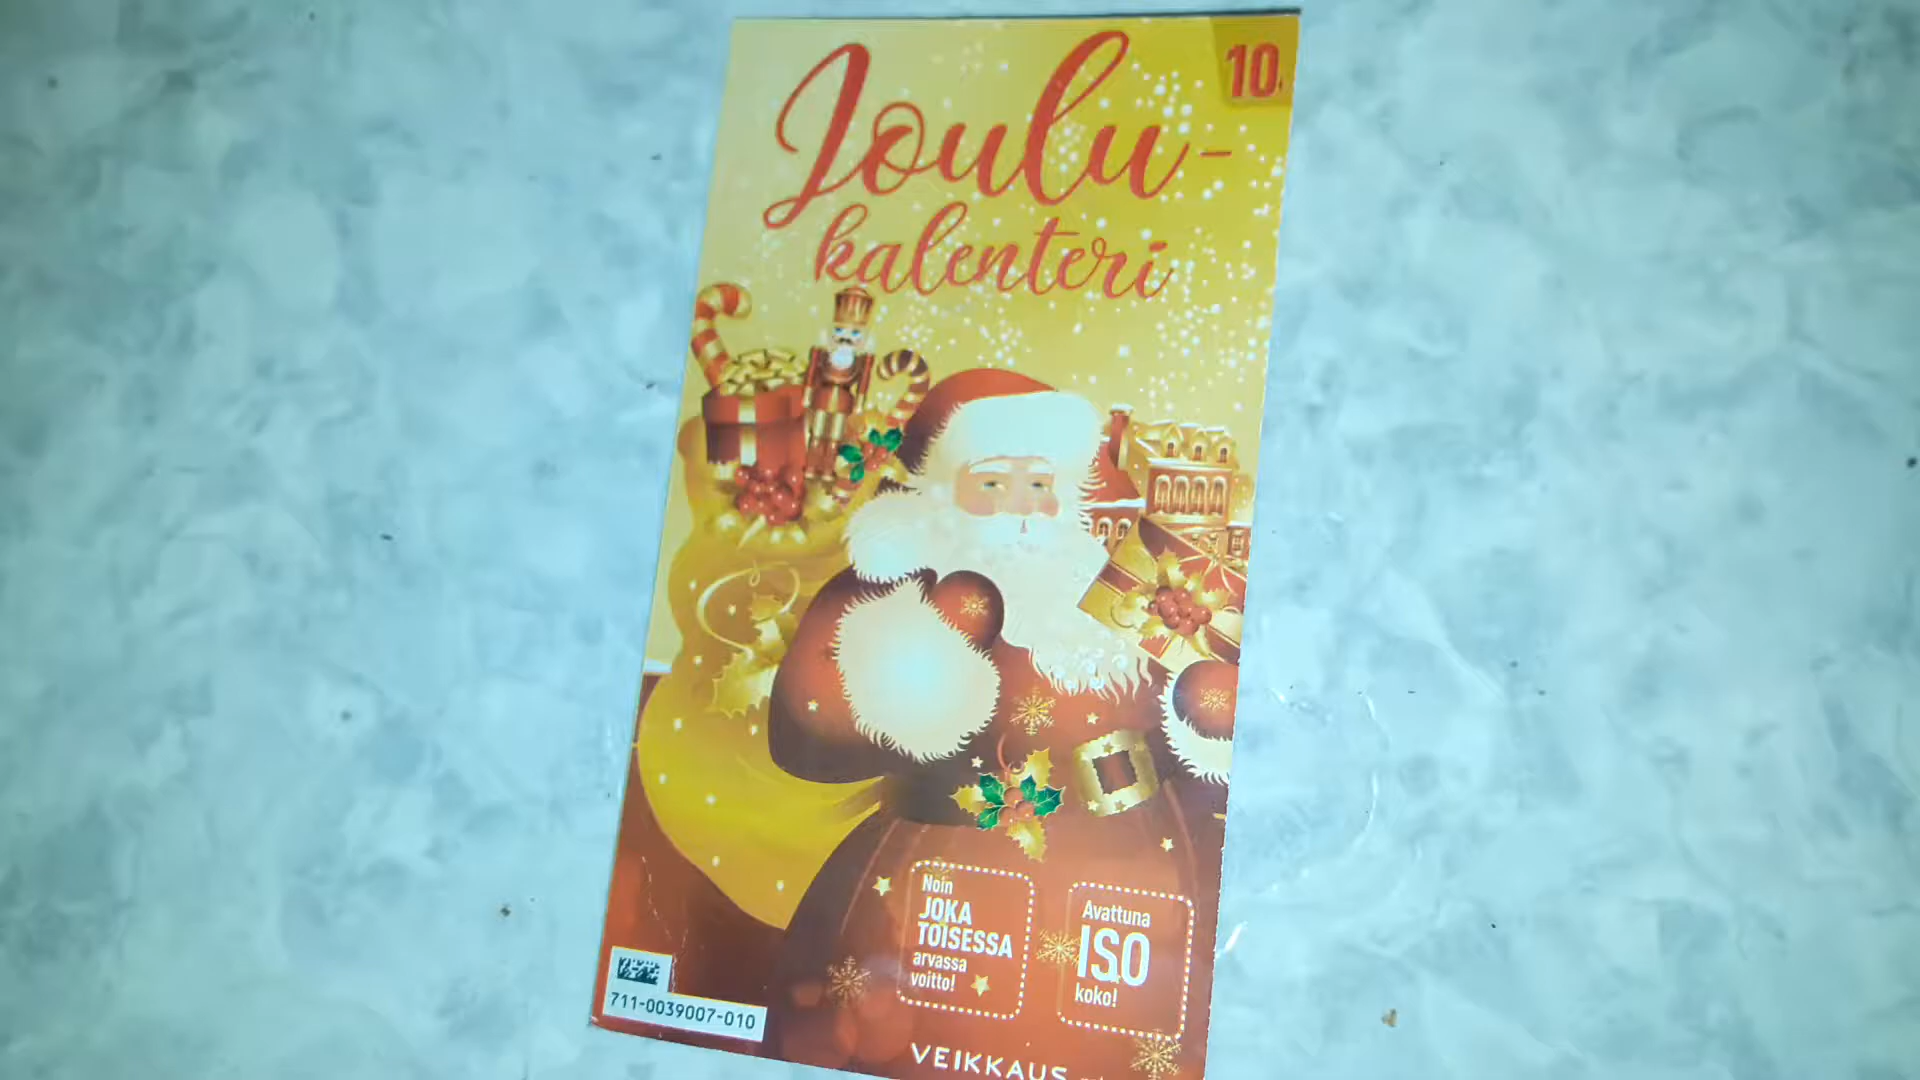 Joulu-
kalenteri
10.
Noin
JOKA
TOISESSA
arvassa
voitto!
Avattuna
ISO
koko!
711-0039007-010
VEIKKAUS